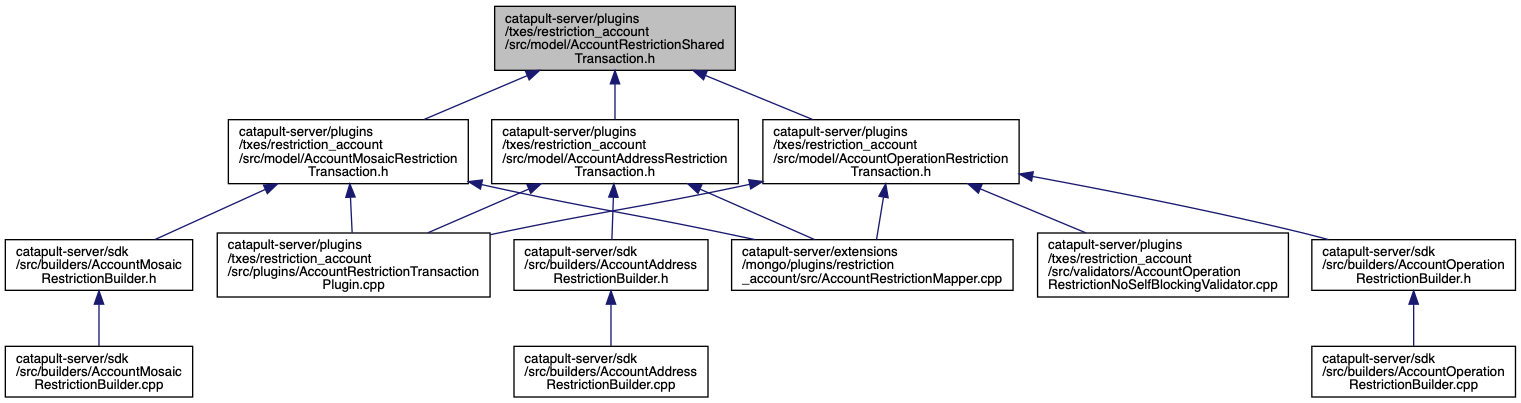 catapult-server/plugins
/txes/restriction_account
/src/model/AccountRestrictionShared
Transaction.h
catapult-server/plugins
/txes/restriction_account
/src/model/AccountMosaicRestriction
Transaction.h
catapult-server/plugins
/txes/restriction_account
/src/model/AccountAddressRestriction
Transaction.h
catapult-server/plugins
/txes/restriction_account
/src/model/AccountOperationRestriction
Transaction.h
catapult-server/sdk
/src/builders/AccountMosaic
RestrictionBuilder.h
catapult-server/plugins
/txes/restriction_account
/src/plugins/AccountRestrictionTransaction
Plugin.cpp
catapult-server/sdk
/src/builders/AccountAddress
RestrictionBuilder.h
catapult-server/extensions
/mongo/plugins/restriction
_account/src/AccountRestrictionMapper.cpp
catapult-server/plugins
/txes/restriction_account
/src/validators/AccountOperation
RestrictionNoSelfBlockingValidator.cpp
catapult-server/sdk
/src/builders/AccountOperation
RestrictionBuilder.h
catapult-server/sdk
/src/builders/AccountMosaic
RestrictionBuilder.cpp
catapult-server/sdk
/src/builders/AccountAddress
RestrictionBuilder.cpp
catapult-server/sdk
/src/builders/AccountOperation
RestrictionBuilder.cpp